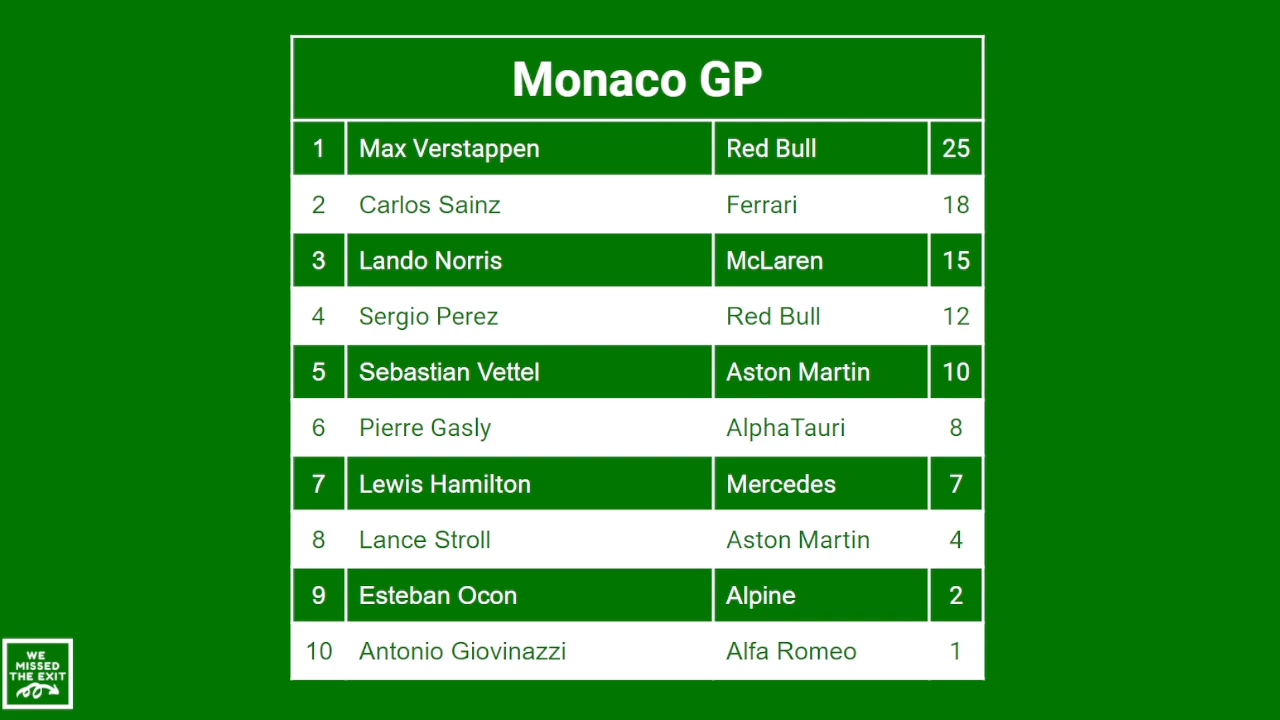 Monaco GP
1 Max Verstappen Red Bull 25
2 Carlos Sainz Ferrari 18
3 Lando Norris McLaren 15
4 Sergio Perez Red Bull 12
5 Sebastian Vettel Aston Martin 10
6 Pierre Gasly AlphaTauri 8
7 Lewis Hamilton Mercedes 7
8 Lance Stroll Aston Martin 4
9 Esteban Ocon Alpine 2
10 Antonio Giovinazzi Alfa Romeo 1
WE
MISSED
THE EXIT